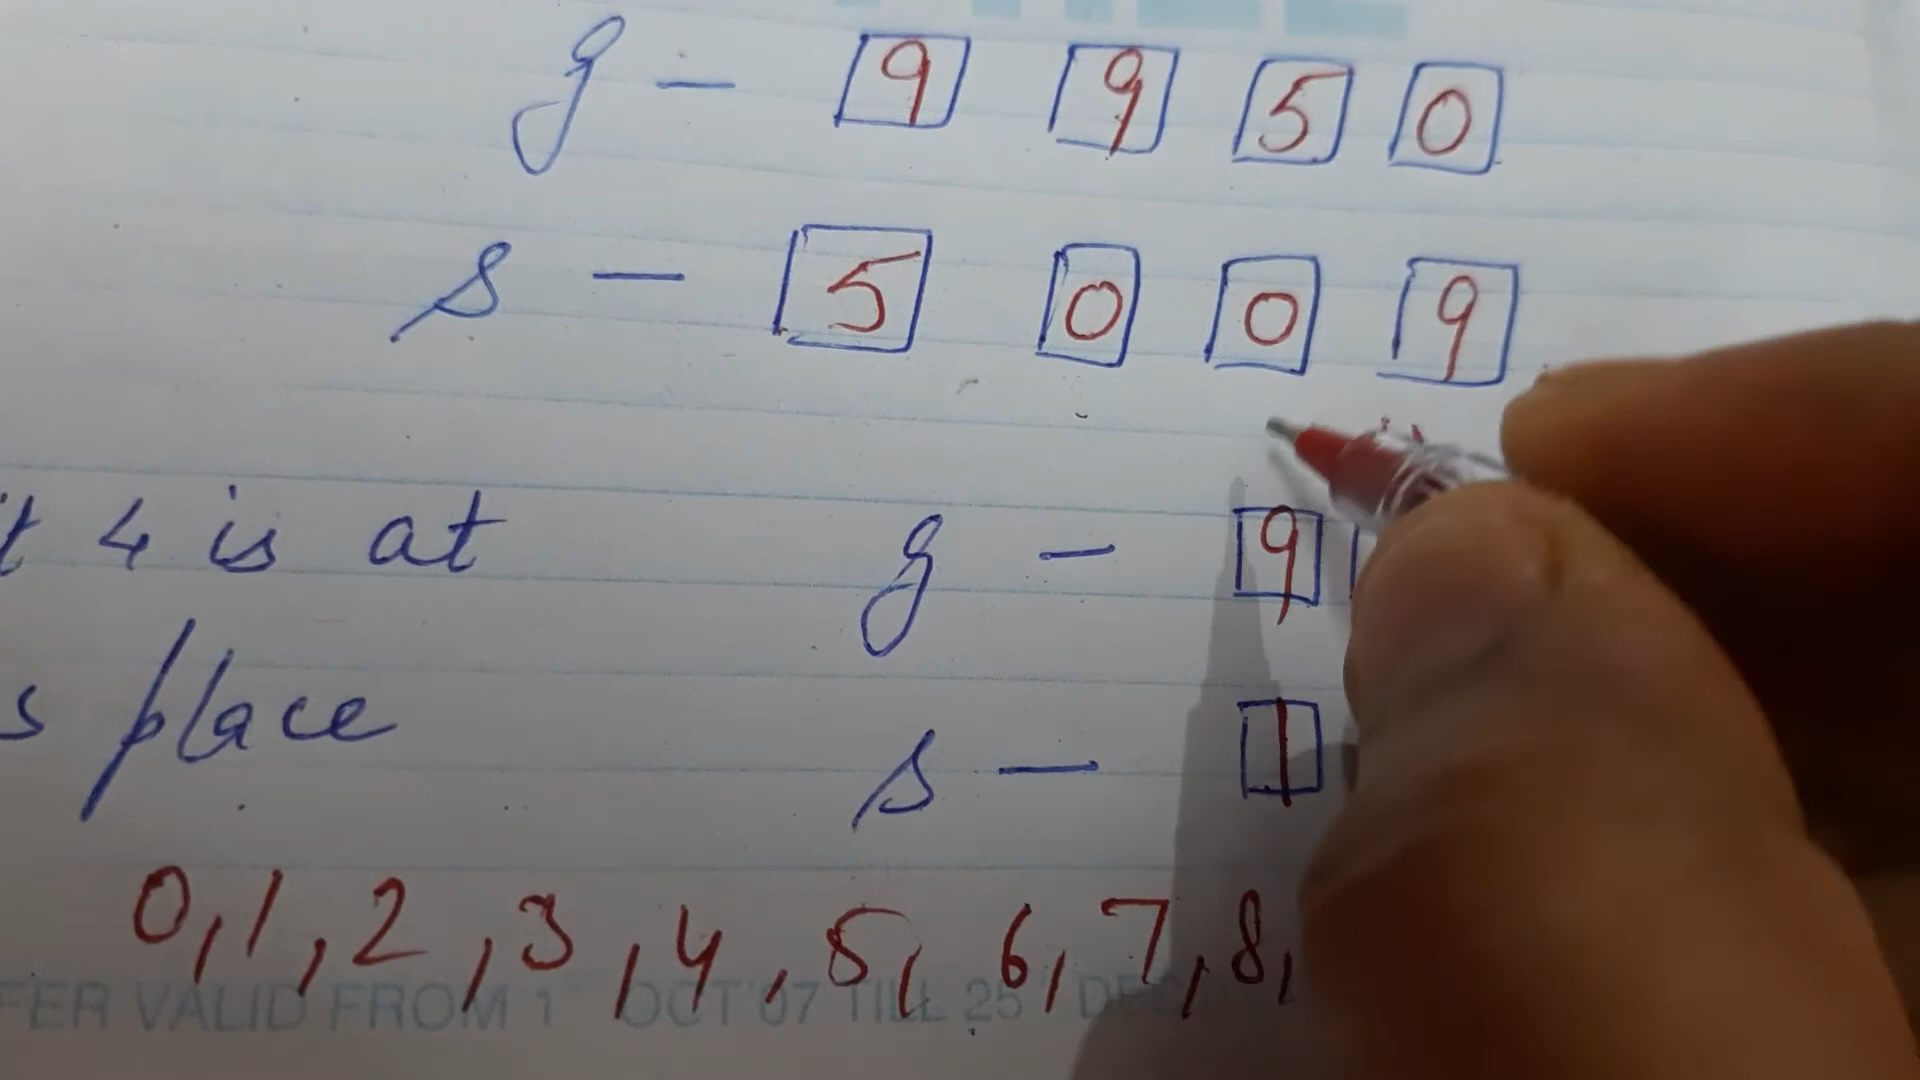 g - 9 9 5 0
s - 5 0 0 9
t 4 is at g - 9
s place s - 1
0, 1, 2, 3, 4, 5, 6, 7, 8,
FER VALID FROM 1 OCT'07 TILL 25